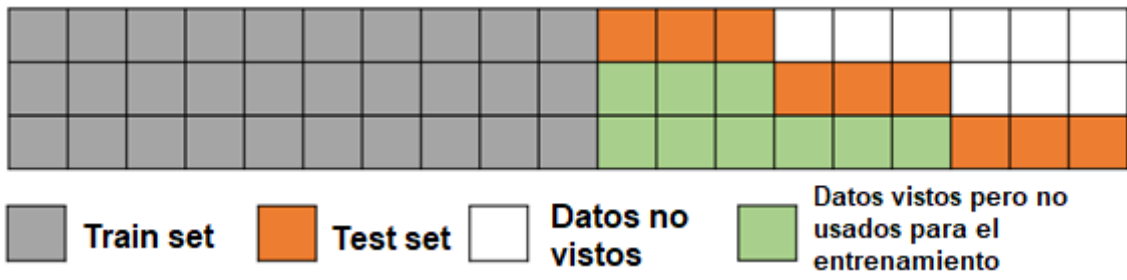 Train set
Test set
Datos no
vistos
Datos vistos pero no
usados para el
entrenamiento